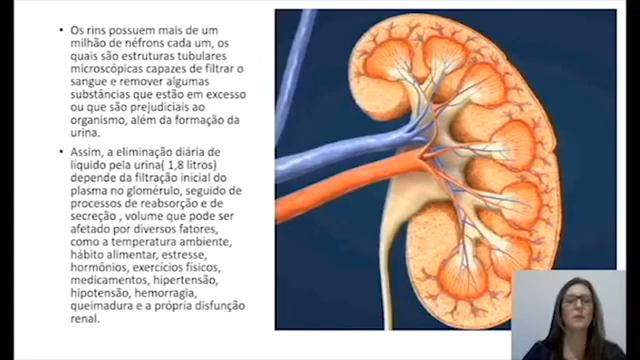 • Os rins possuem mais de um
milhão de néfrons cada um, os
quais são estruturas tubulares
microscópicas capazes de filtrar o
sangue e remover algumas
substâncias que estão em excesso
ou que são prejudiciais ao
organismo, além da formação da
urina.
• Assim, a eliminação diária de
líquido pela urina( 1,8 litros)
depende da filtração inicial do
plasma no glomérulo, seguido de
processos de reabsorção e de
secreção , volume que pode ser
afetado por diversos fatores,
como a temperatura ambiente,
hábito alimentar, estresse,
hormônios, exercícios físicos,
medicamentos, hipertensão,
hipotensão, hemorragia,
queimadura e a própria disfunção
renal.